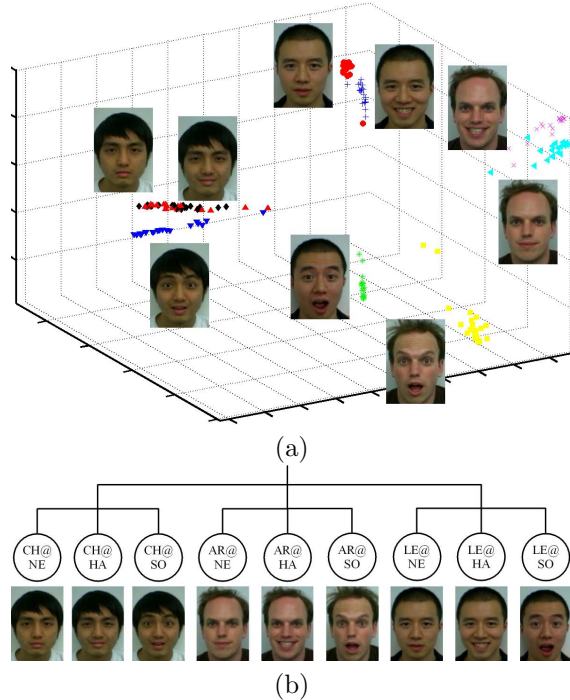 (a)
CH@ CH@ CH@ AR@ AR@ AR@ LE@ LE@ LE@
NE HA SO NE HA SO NE HA SO
(b)